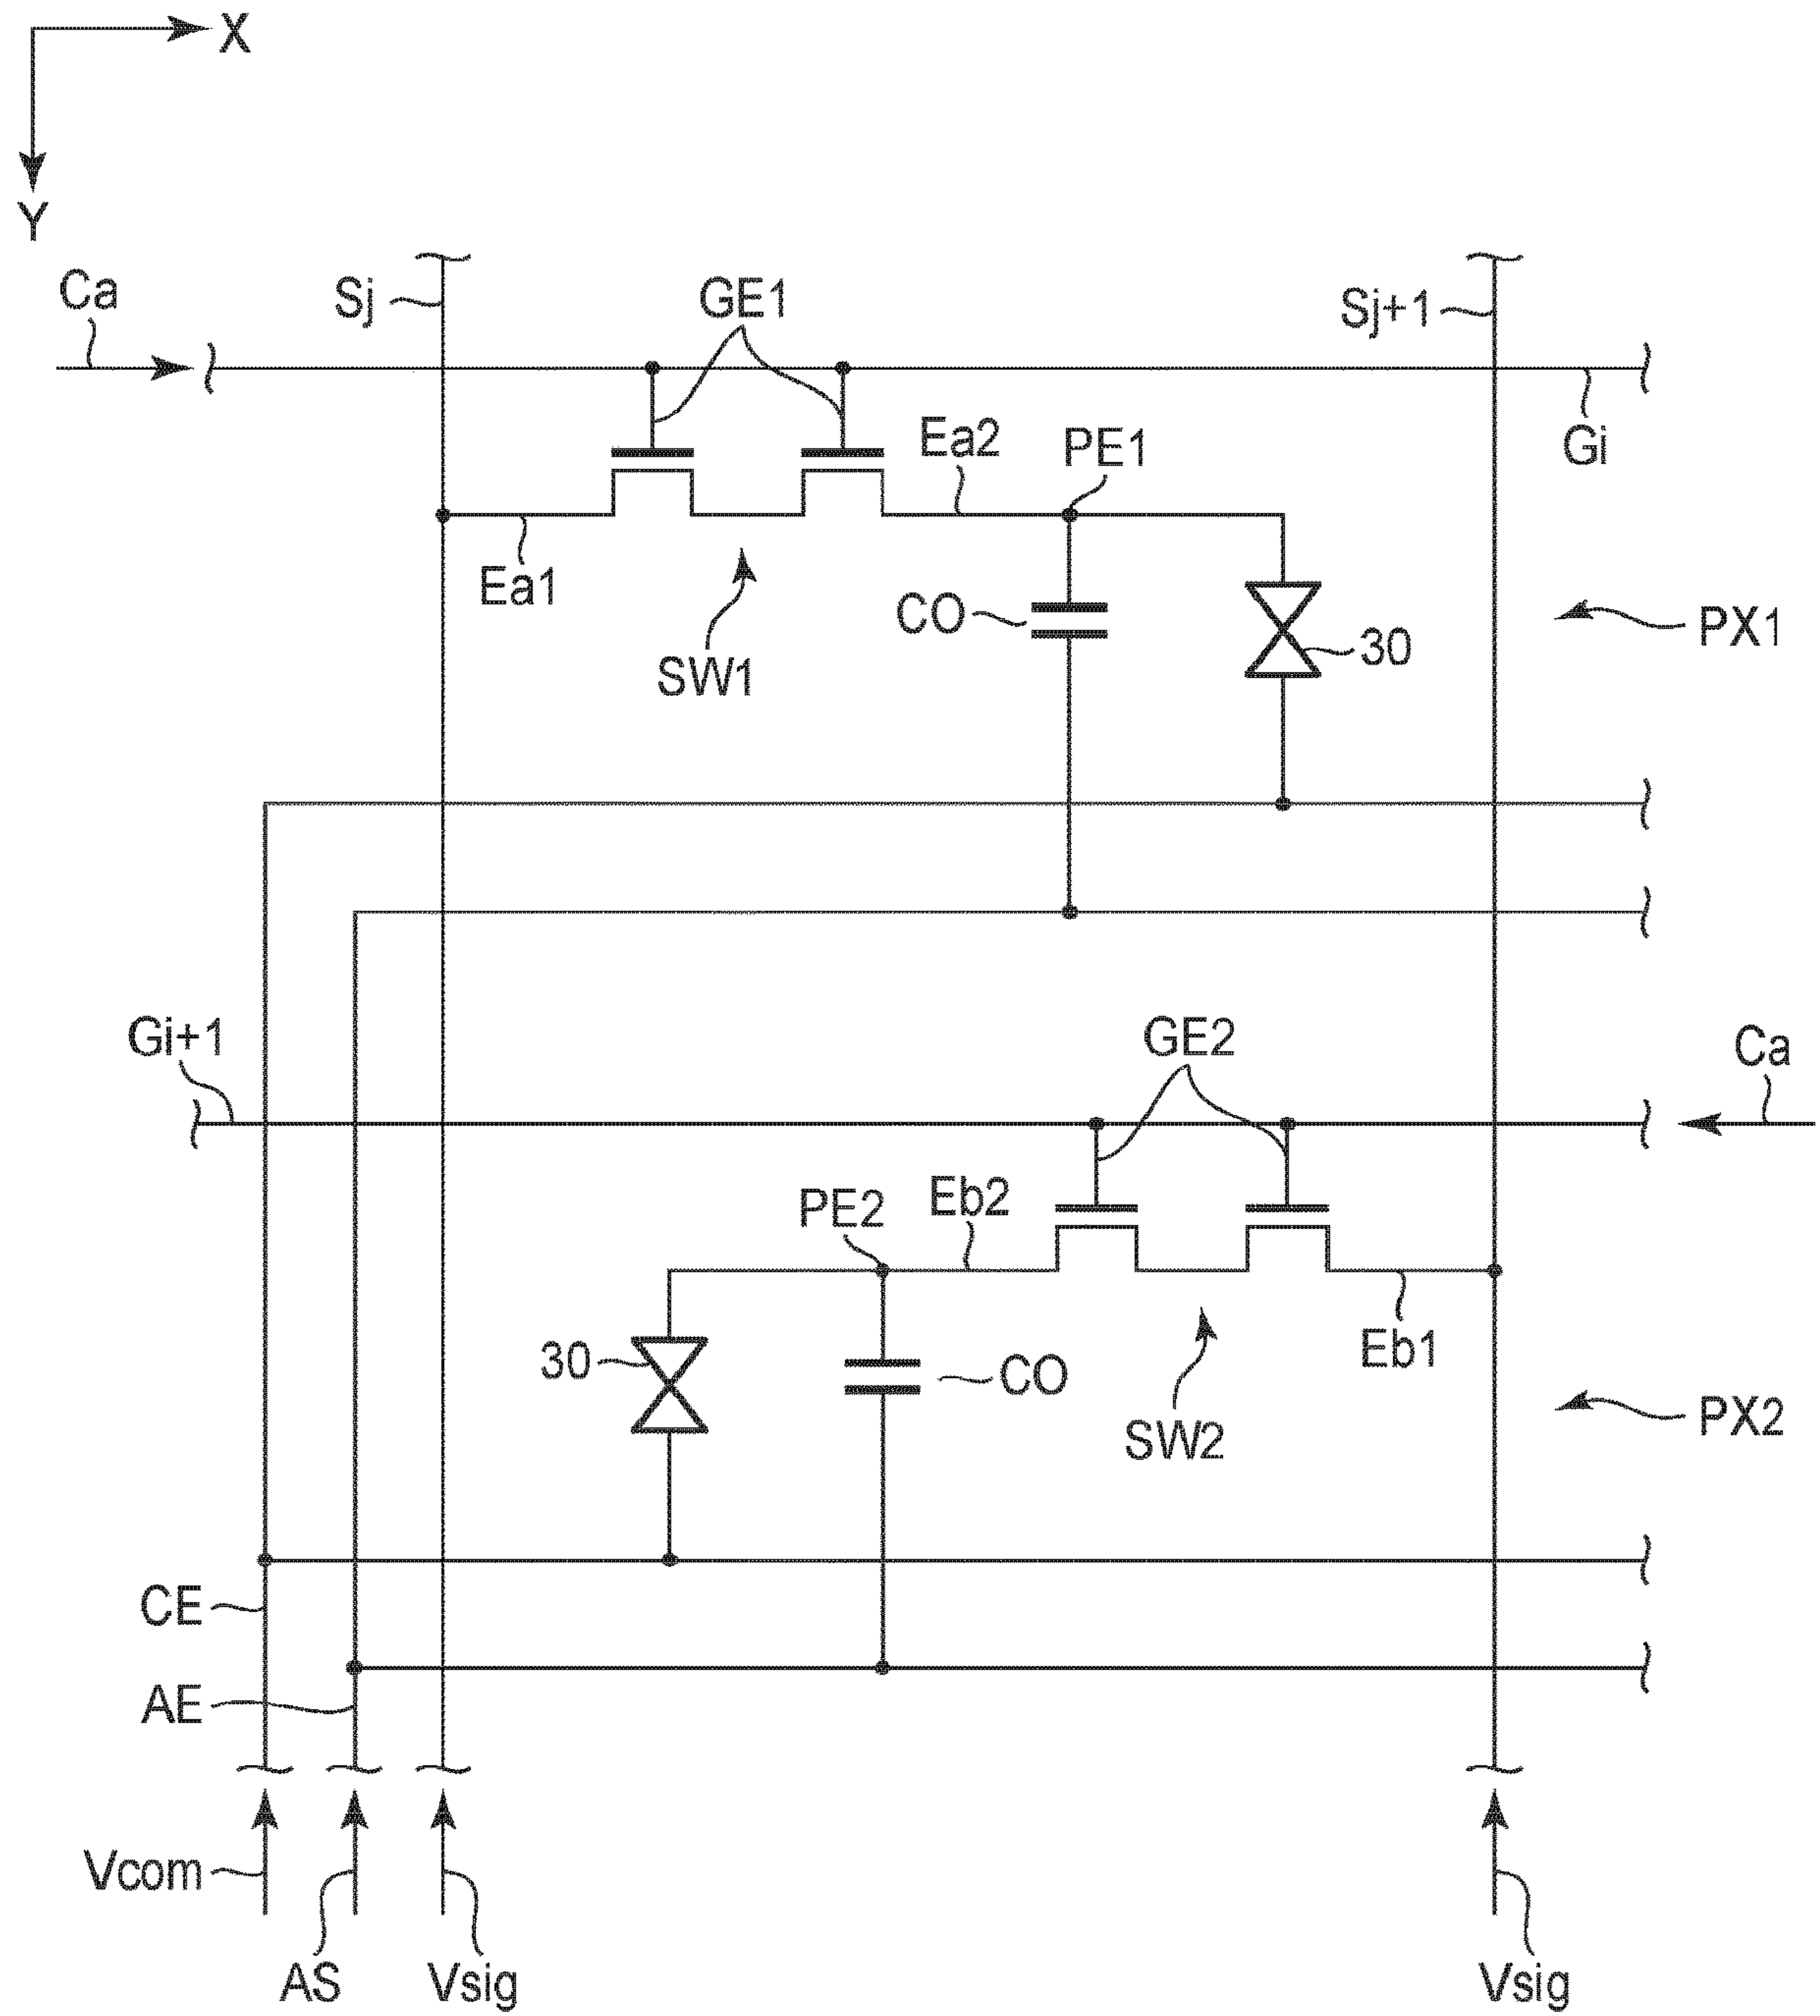 X
Y
Ca
Sj
GE1
Sj+1
Ea2
PE1
Gi
Ea1
CO
PX1
30
SW1
Gi+1
GE2
Ca
PE2
Eb2
30
CO
Eb1
SW2
PX2
CE
AE
Vcom
AS
Vsig
Vsig